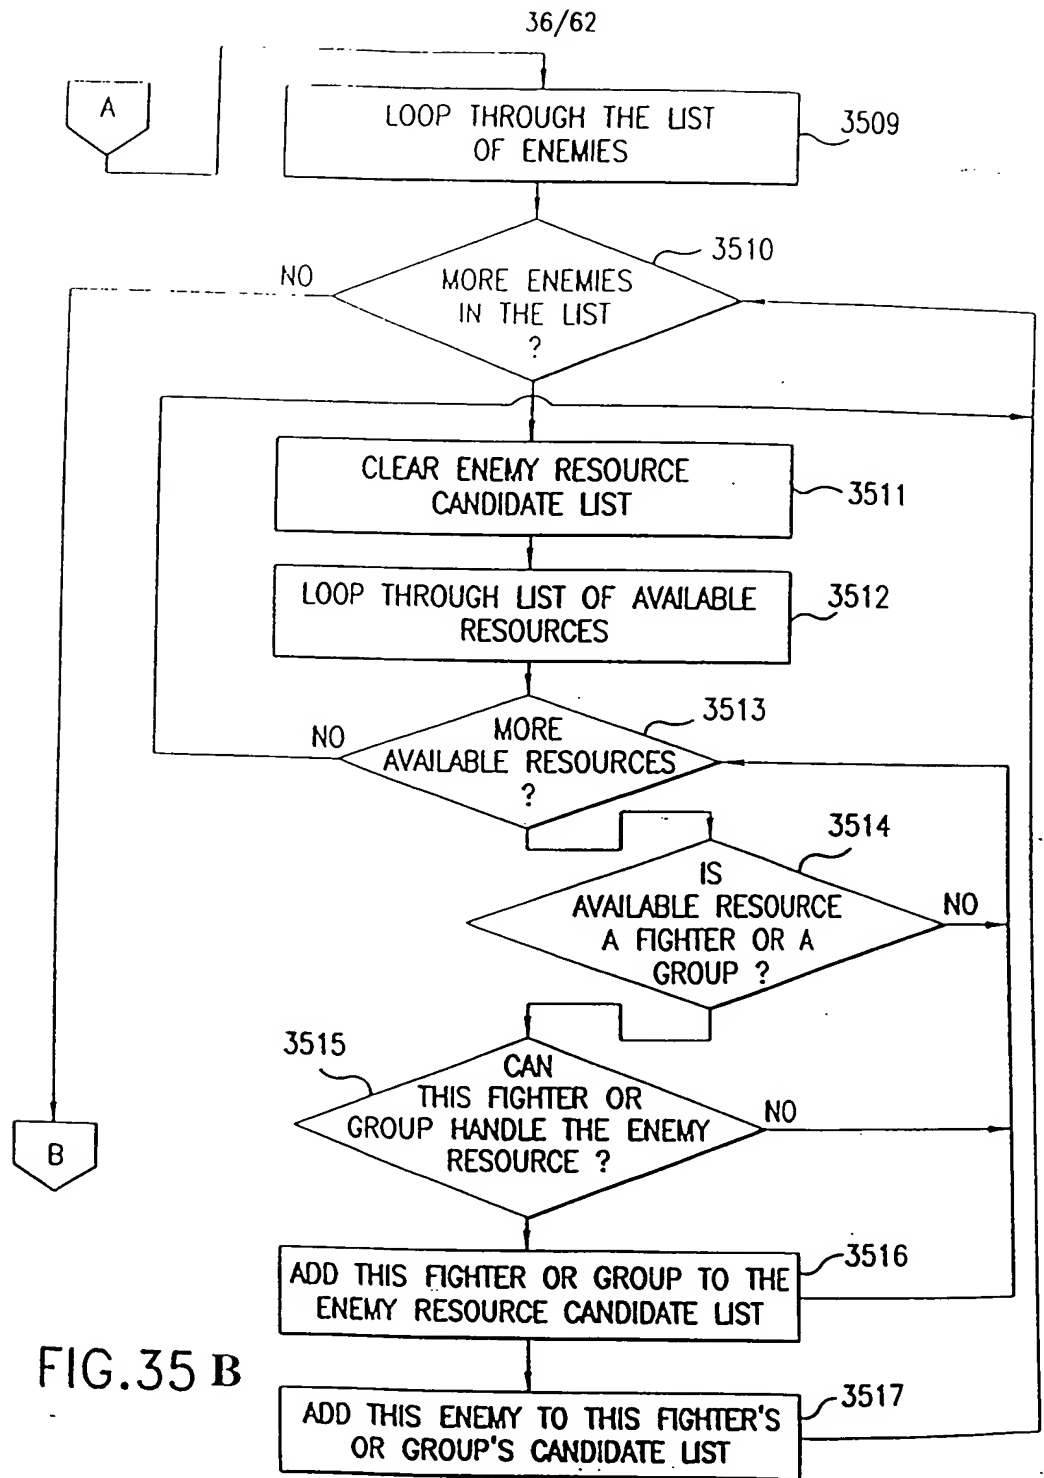 36/62
A
LOOP THROUGH THE LIST
OF ENEMIES
3509
3510
NO
MORE ENEMIES
IN THE LIST
?
CLEAR ENEMY RESOURCE
CANDIDATE LIST
3511
LOOP THROUGH LIST OF AVAILABLE
RESOURCES
3512
3513
NO
MORE
AVAILABLE RESOURCES
?
3514
IS
AVAILABLE RESOURCE
A FIGHTER OR A
GROUP ?
NO
3515
CAN
THIS FIGHTER OR
GROUP HANDLE THE ENEMY
RESOURCE ?
NO
B
3516
ADD THIS FIGHTER OR GROUP TO THE
ENEMY RESOURCE CANDIDATE LIST
FIG.35 B
3517
ADD THIS ENEMY TO THIS FIGHTER'S
OR GROUP'S CANDIDATE LIST